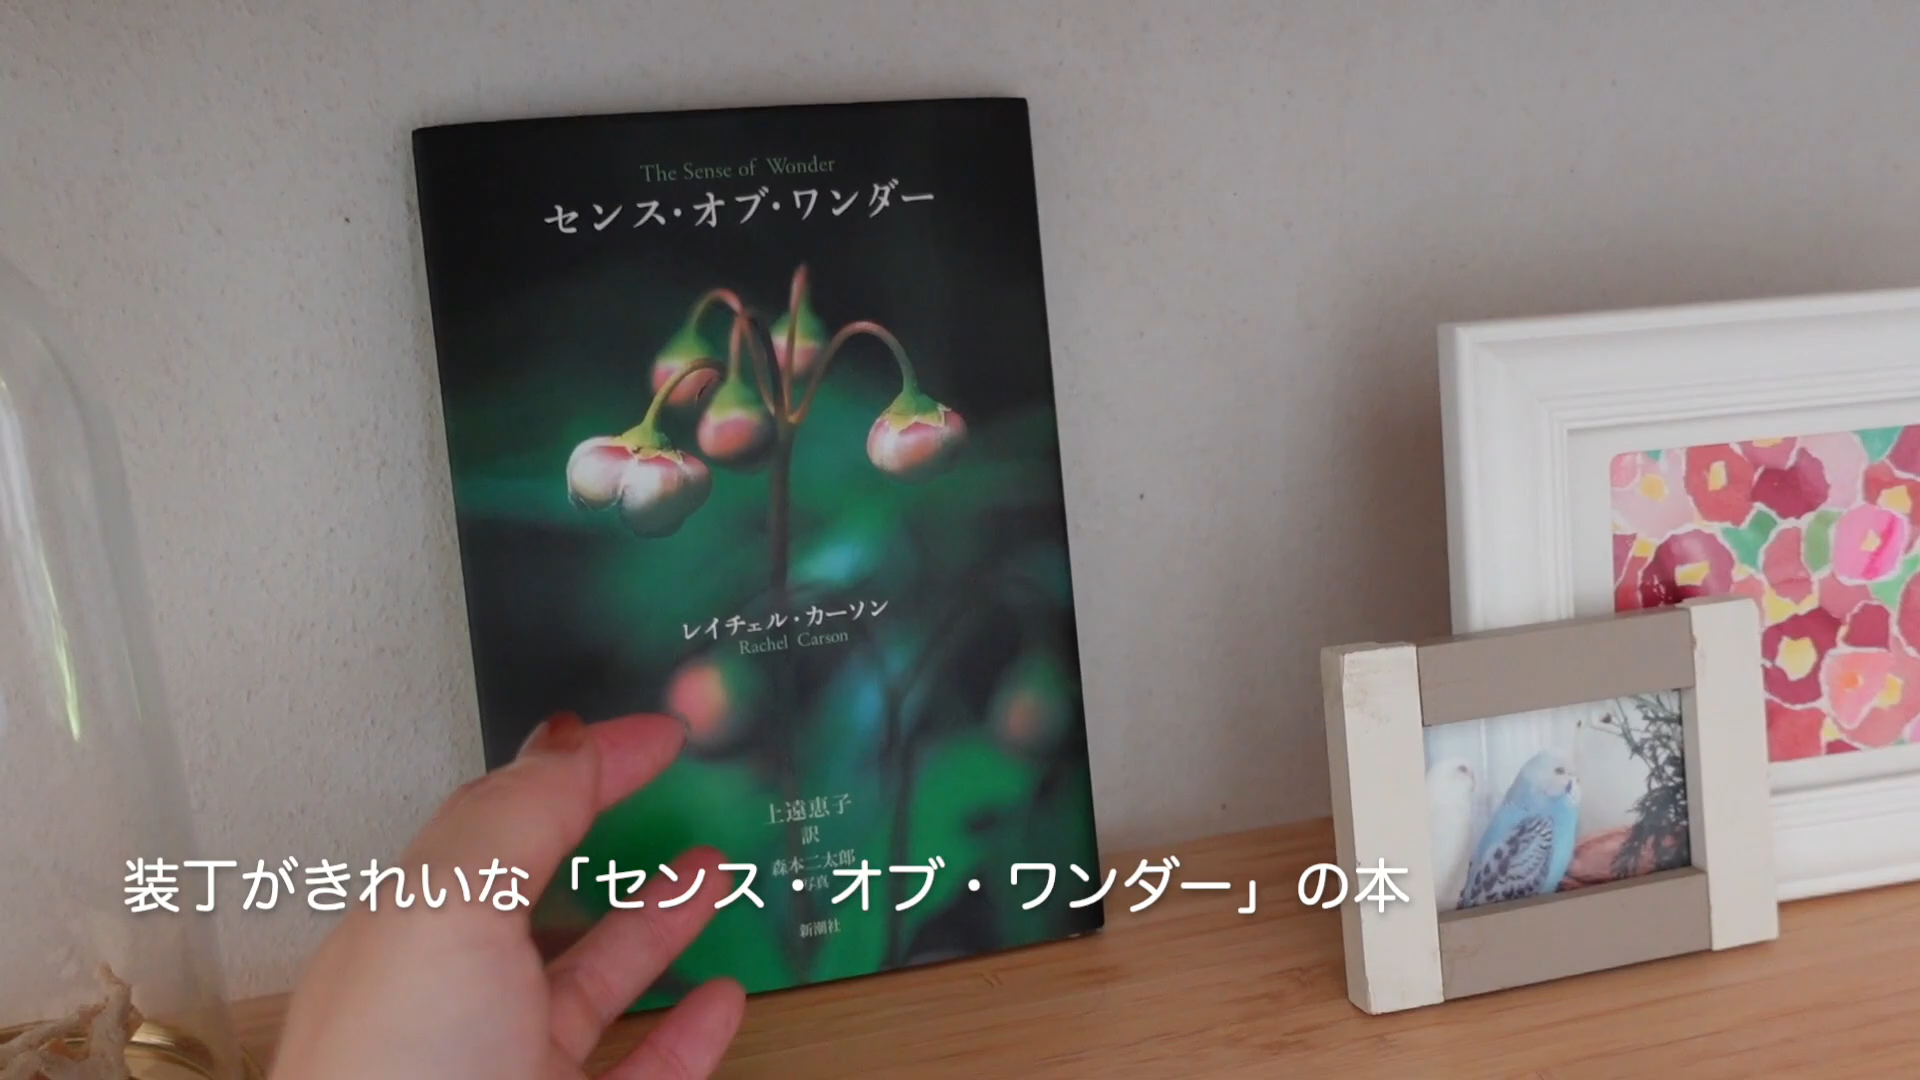 The Sense of Wonder
センス・オブ・ワンダー
レイチェル・カーソン
Rachel Carson
上遠恵子
訳
森本二太郎
写真
新潮社
装丁がきれいな「センス・オブ・ワンダー」の本